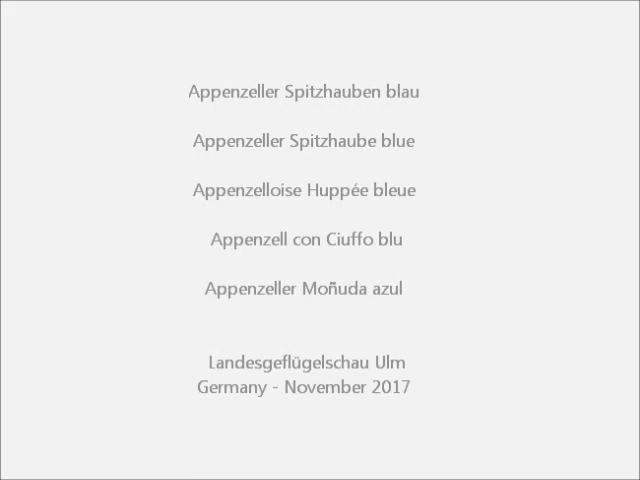 Appenzeller Spitzhauben blau
Appenzeller Spitzhaube blue
Appenzelloise Huppée bleue
Appenzell con Ciuffo blu
Appenzeller Moñuda azul
Landesgeflügelschau Ulm
Germany - November 2017